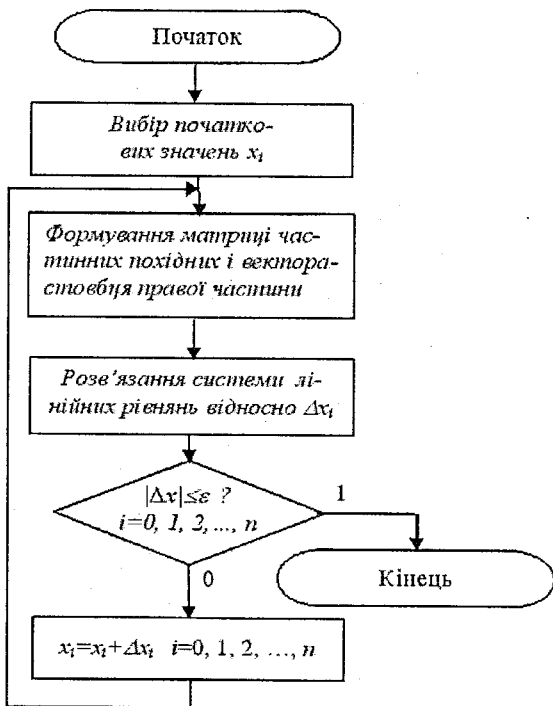 Початок
Вибір початко-
вих значень xᵢ
Формування матриці час-
тинних похідних і вектора-
стовбця правої частини
Розв'язання системи лі-
нійних рівнянь відносно Δxᵢ
|Δx|≤ε ?
i=0, 1, 2, ..., n
1
0
Кінець
xᵢ=xᵢ+Δxᵢ i=0, 1, 2, ..., n